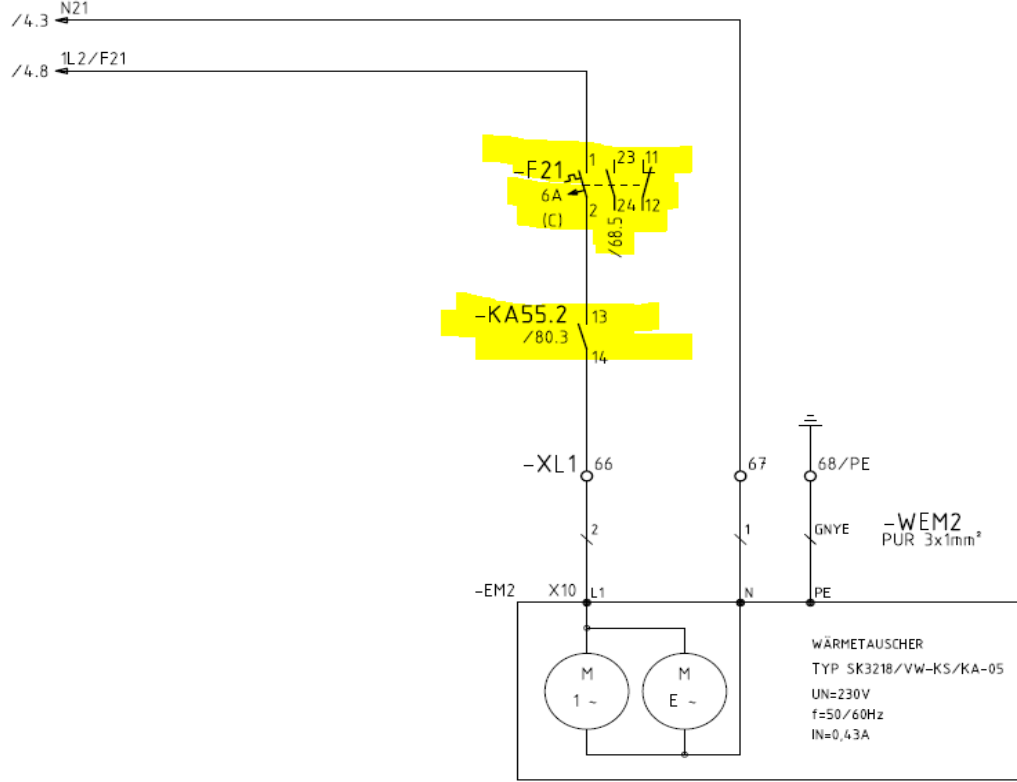 N21
/4.3
1L2/F21
/4.8
1 23 11
-F21
6A
2 24 12
(C)
/68.5
-KA55.2 13
/80.3
14
-XL1 66 67 68/PE
2 1 GNYE -WEM2
PUR 3x1mm²
-EM2 X10 L1 N PE
WÄRMETAUSCHER
M M TYP SK3218/VW-KS/KA-05
1 ~ E ~ UN=230V
f=50/60Hz
IN=0,43A